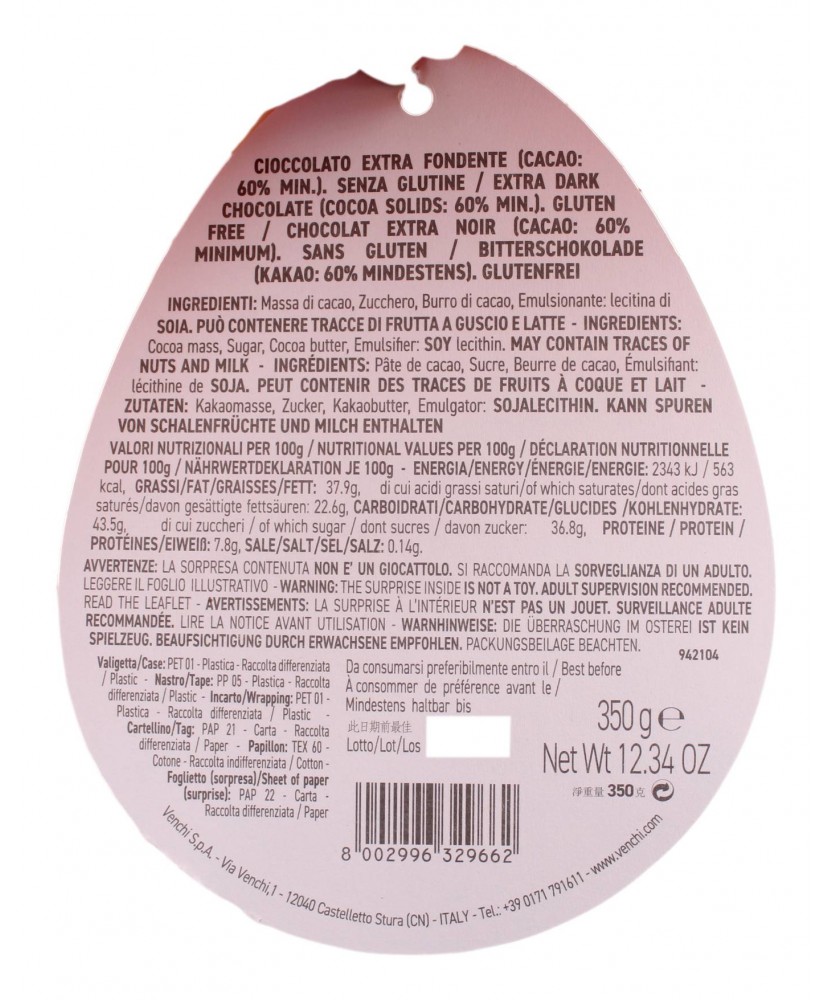 CIOCCOLATO EXTRA FONDENTE (CACAO:
60% MIN.). SENZA GLUTINE / EXTRA DARK
CHOCOLATE (COCOA SOLIDS: 60% MIN.). GLUTEN
FREE / CHOCOLAT EXTRA NOIR (CACAO: 60%
MINIMUM). SANS GLUTEN / BITTERSCHOKOLADE
(KAKAO: 60% MINDESTENS). GLUTENFREI
INGREDIENTI: Massa di cacao, Zucchero, Burro di cacao, Emulsionante: lecitina di
SOIA. PUÒ CONTENERE TRACCE DI FRUTTA A GUSCIO E LATTE - INGREDIENTS:
Cocoa mass, Sugar, Cocoa butter, Emulsifier: SOY lecithin. MAY CONTAIN TRACES OF
NUTS AND MILK - INGRÉDIENTS: Pâte de cacao, Sucre, Beurre de cacao, Émulsifiant:
lécithine de SOJA. PEUT CONTENIR DES TRACES DE FRUITS À COQUE ET LAIT -
ZUTATEN: Kakaomasse, Zucker, Kakaobutter, Emulgator: SOJALECITHIN. KANN SPUREN
VON SCHALENFRÜCHTE UND MILCH ENTHALTEN
VALORI NUTRIZIONALI PER 100g / NUTRITIONAL VALUES PER 100g / DÉCLARATION NUTRITIONNELLE
POUR 100g / NÄHRWERTDEKLARATION JE 100g - ENERGIA/ENERGY/ÉNERGIE/ENERGIE: 2343 kJ / 563
kcal, GRASSI/FAT/GRAISSES/FETT: 37.9g, di cui acidi grassi saturi/of which saturates/dont acides gras
saturés/davon gesättigte fettsäuren: 22.6g, CARBOIDRATI/CARBOHYDRATE/GLUCIDES /KOHLENHYDRATE:
43.5g, di cui zuccheri / of which sugar / dont sucres / davon zucker: 36.8g, PROTEINE / PROTEIN /
PROTÉINES/EIWEIß: 7.8g, SALE/SALT/SEL/SALZ: 0.14g.
AVVERTENZE: LA SORPRESA CONTENUTA NON E' UN GIOCATTOLO. SI RACCOMANDA LA SORVEGLIANZA DI UN ADULTO.
LEGGERE IL FOGLIO ILLUSTRATIVO - WARNING: THE SURPRISE INSIDE IS NOT A TOY. ADULT SUPERVISION RECOMMENDED.
READ THE LEAFLET - AVERTISSEMENTS: LA SURPRISE À L'INTÉRIEUR N'EST PAS UN JOUET. SURVEILLANCE ADULTE
RECOMMANDÉE. LIRE LA NOTICE AVANT UTILISATION - WARNHINWEISE: DIE ÜBERRASCHUNG IM OSTEREI IST KEIN
SPIELZEUG. BEAUFSICHTIGUNG DURCH ERWACHSENE EMPFOHLEN. PACKUNGSBEILAGE BEACHTEN.
942104
Valigetta/Case: PET 01 - Plastica - Raccolta differenziata
/ Plastic - Nastro/Tape: PP 05 - Plastica - Raccolta
differenziata / Plastic - Incarto/Wrapping: PET 01 -
Plastica - Raccolta differenziata / Plastic -
Cartellino/Tag: PAP 21 - Carta - Raccolta
differenziata / Paper - Papillon: TEX 60 -
Cotone - Raccolta indifferenziata / Cotton -
Foglietto (sorpresa)/Sheet of paper
(surprise): PAP 22 - Carta -
Raccolta differenziata / Paper
Da consumarsi preferibilmente entro il / Best before
À consommer de préférence avant le /
Mindestens haltbar bis
此日期前最佳
Lotto/Lot/Los
350 g e
Net Wt 12.34 OZ
淨重量 350克
8 002996 329662
Venchi S.p.A. - Via Venchi,1 - 12040 Castelletto Stura (CN) - ITALY - Tel.: +39 0171 791611 - www.venchi.com